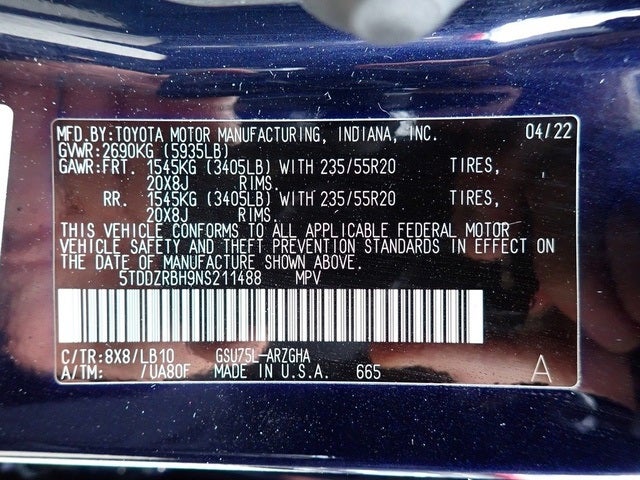 MFD.BY:TOYOTA MOTOR MANUFACTURING, INDIANA, INC. 04/22
GVWR:2690KG (5935LB)
GAWR:FRT. 1545KG (3405LB) WITH 235/55R20 TIRES,
20X8J RIMS.
RR. 1545KG (3405LB) WITH 235/55R20 TIRES,
20X8J RIMS.
THIS VEHICLE CONFORMS TO ALL APPLICABLE FEDERAL MOTOR
VEHICLE SAFETY AND THEFT PREVENTION STANDARDS IN EFFECT ON
THE DATE OF MANUFACTURE SHOWN ABOVE.
5TDDZRBH9NS211488 MPV
C/TR:8X8/LB10 GSU75L-ARZGHA
A/TM: /UA80F MADE IN U.S.A. 665 A